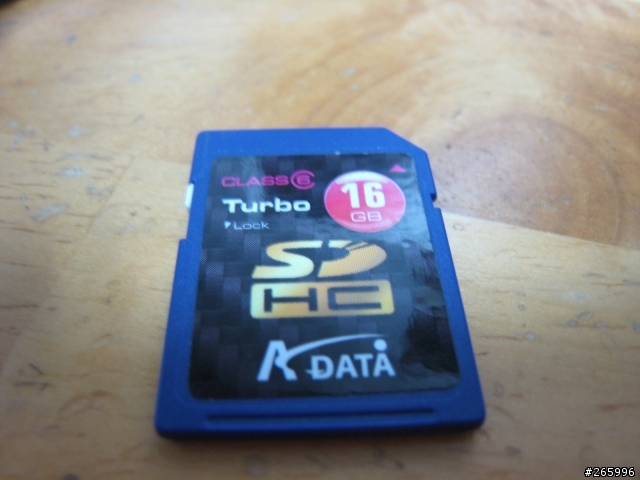 CLASS 6
Turbo
Lock
16
GB
SD
HC
ADATA
#265996